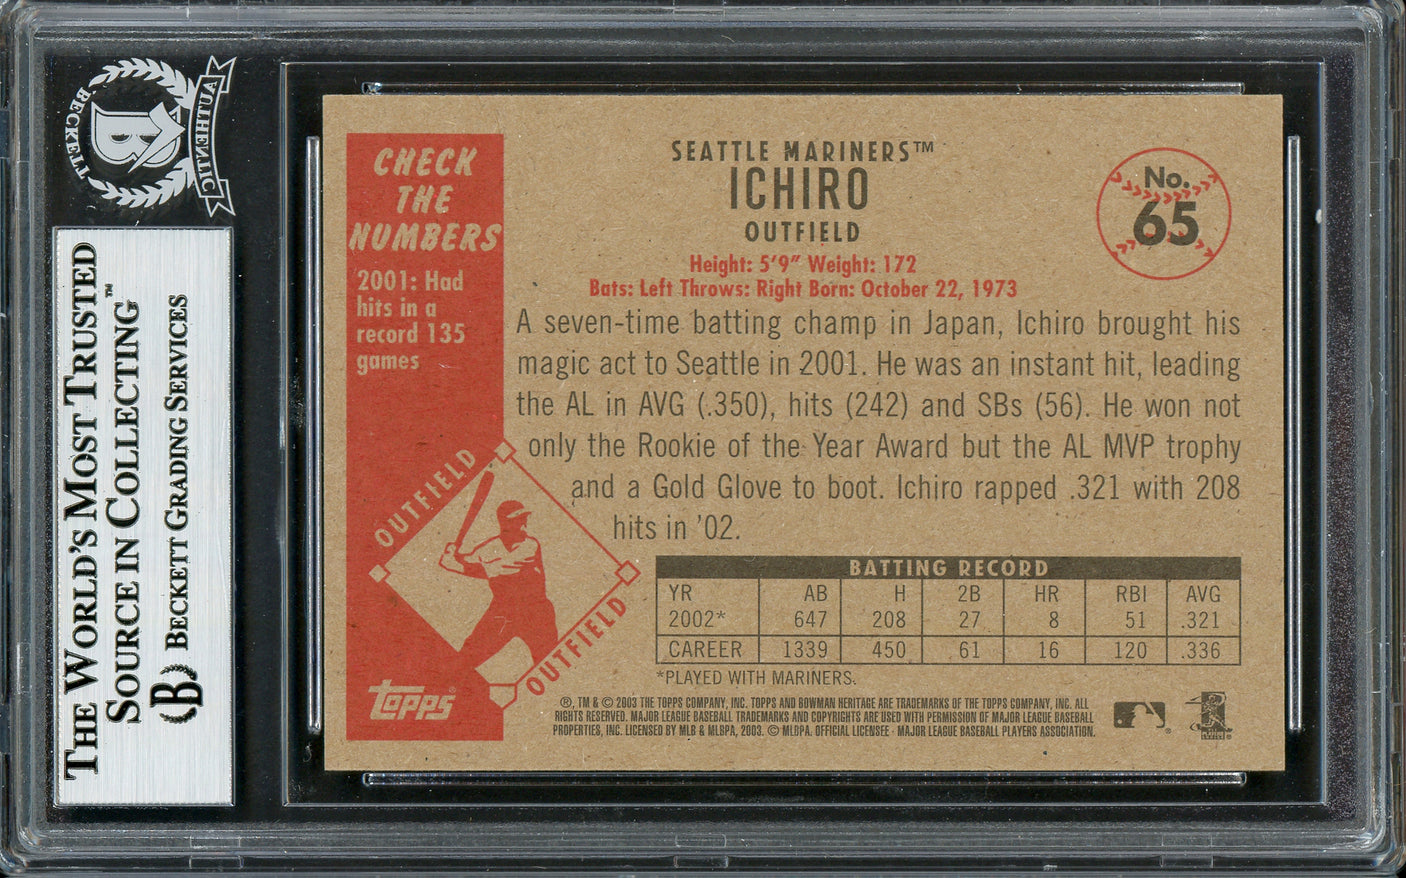 BECKETT
AUTHENTIC
B
THE WORLD'S MOST TRUSTED
SOURCE IN COLLECTING™
B BECKETT GRADING SERVICES
CHECK
THE
NUMBERS
2001: Had
hits in a
record 135
games
SEATTLE MARINERS™
ICHIRO
OUTFIELD
Height: 5'9" Weight: 172
Bats: Left Throws: Right Born: October 22, 1973
No.
65
A seven-time batting champ in Japan, Ichiro brought his
magic act to Seattle in 2001. He was an instant hit, leading
the AL in AVG (.350), hits (242) and SBs (56). He won not
only the Rookie of the Year Award but the AL MVP trophy
and a Gold Glove to boot. Ichiro rapped .321 with 208
hits in '02.
OUTFIELD
OUTFIELD
topps®
BATTING RECORD
YR AB H 2B HR RBI AVG
2002* 647 208 27 8 51 .321
CAREER 1339 450 61 16 120 .336
*PLAYED WITH MARINERS.
®, TM & © 2003 THE TOPPS COMPANY, INC. TOPPS AND BOWMAN HERITAGE ARE TRADEMARKS OF THE TOPPS COMPANY, INC. ALL
RIGHTS RESERVED. MAJOR LEAGUE BASEBALL TRADEMARKS AND COPYRIGHTS ARE USED WITH PERMISSION OF MAJOR LEAGUE BASEBALL
PROPERTIES, INC. LICENSED BY MLB & MLBPA, 2003. © MLBPA. OFFICIAL LICENSEE - MAJOR LEAGUE BASEBALL PLAYERS ASSOCIATION.